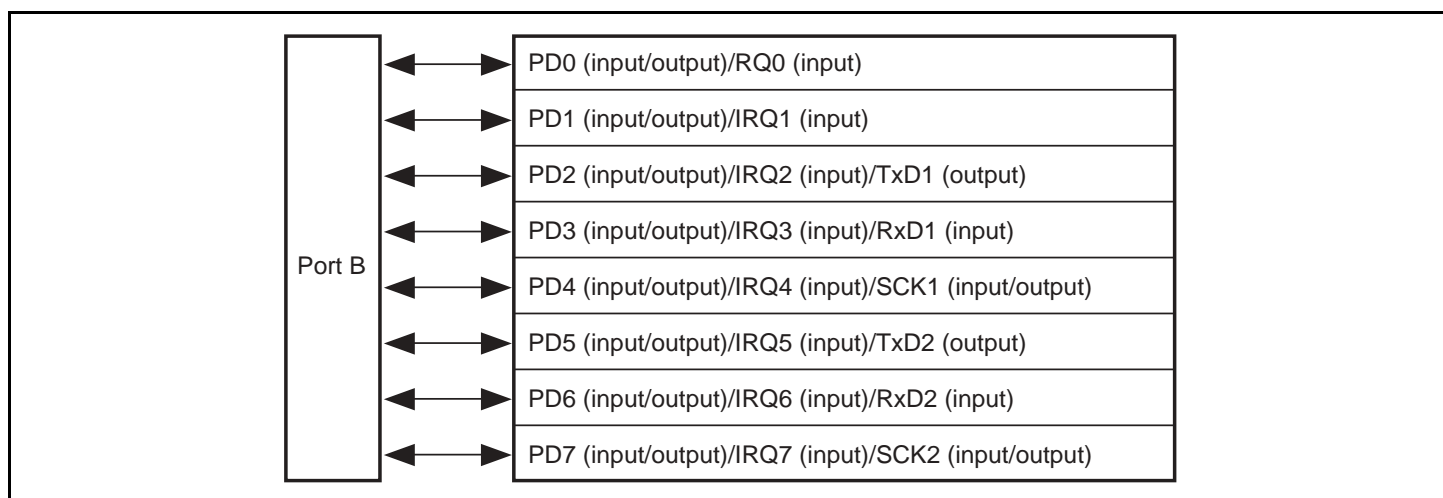 PD0 (input/output)/RQ0 (input)
PD1 (input/output)/IRQ1 (input)
PD2 (input/output)/IRQ2 (input)/TxD1 (output)
PD3 (input/output)/IRQ3 (input)/RxD1 (input)
Port B
PD4 (input/output)/IRQ4 (input)/SCK1 (input/output)
PD5 (input/output)/IRQ5 (input)/TxD2 (output)
PD6 (input/output)/IRQ6 (input)/RxD2 (input)
PD7 (input/output)/IRQ7 (input)/SCK2 (input/output)